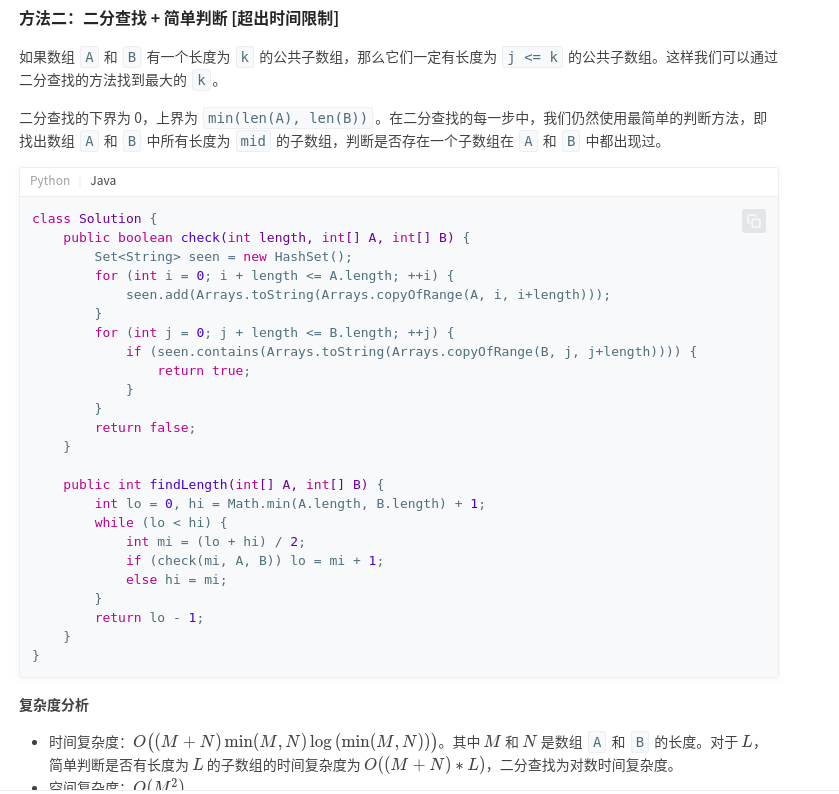 方法二：二分查找 + 简单判断 [超出时间限制]
如果数组 A 和 B 有一个长度为 k 的公共子数组，那么它们一定有长度为 j <= k 的公共子数组。这样我们可以通过
二分查找的方法找到最大的 k 。
二分查找的下界为 0，上界为 min(len(A), len(B)) 。在二分查找的每一步中，我们仍然使用最简单的判断方法，即
找出数组 A 和 B 中所有长度为 mid 的子数组，判断是否存在一个子数组在 A 和 B 中都出现过。
Python | Java
class Solution {
    public boolean check(int length, int[] A, int[] B) {
        Set<String> seen = new HashSet();
        for (int i = 0; i + length <= A.length; ++i) {
            seen.add(Arrays.toString(Arrays.copyOfRange(A, i, i+length)));
        }
        for (int j = 0; j + length <= B.length; ++j) {
            if (seen.contains(Arrays.toString(Arrays.copyOfRange(B, j, j+length)))) {
                return true;
            }
        }
        return false;
    }
    public int findLength(int[] A, int[] B) {
        int lo = 0, hi = Math.min(A.length, B.length) + 1;
        while (lo < hi) {
            int mi = (lo + hi) / 2;
            if (check(mi, A, B)) lo = mi + 1;
            else hi = mi;
        }
        return lo - 1;
    }
}
复杂度分析
• 时间复杂度：O((M + N) min(M, N) log (min(M, N)))。其中 M 和 N 是数组 A 和 B 的长度。对于 L，
简单判断是否有长度为 L 的子数组的时间复杂度为 O((M + N) ∗ L)，二分查找为对数时间复杂度。
• 空间复杂度：O(M²)